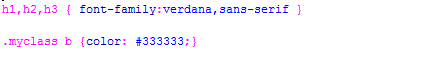 h1,h2,h3 { font-family:verdana,sans-serif }
.myclass b {color: #333333;}